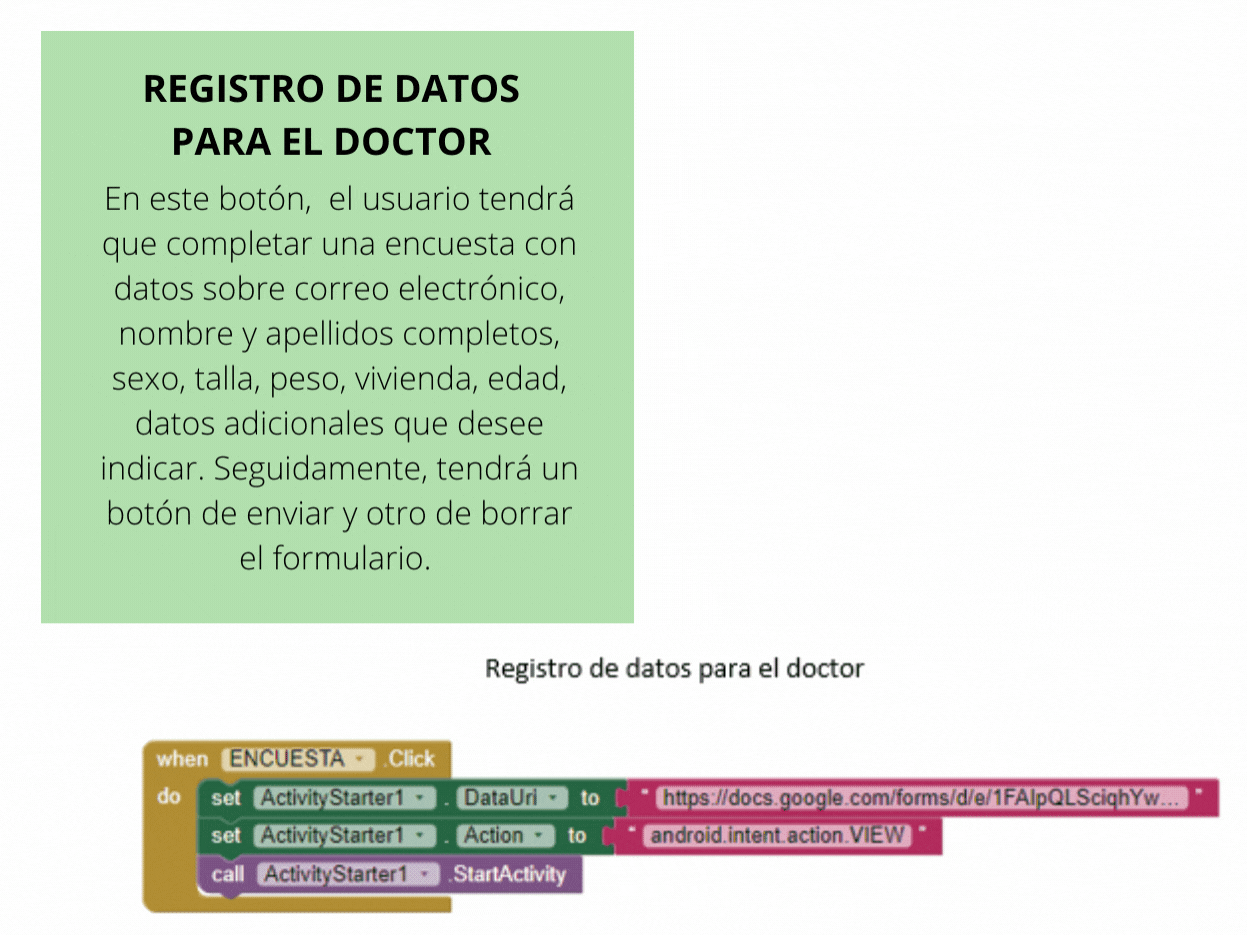 REGISTRO DE DATOS
PARA EL DOCTOR
En este botón, el usuario tendrá
que completar una encuesta con
datos sobre correo electrónico,
nombre y apellidos completos,
sexo, talla, peso, vivienda, edad,
datos adicionales que desee
indicar. Seguidamente, tendrá un
botón de enviar y otro de borrar
el formulario.
Registro de datos para el doctor
when ENCUESTA .Click
do set ActivityStarter1 . DataUri to " https://docs.google.com/forms/d/e/1FAIpQLSciqhYw... "
set ActivityStarter1 . Action to " android.intent.action.VIEW "
call ActivityStarter1 .StartActivity